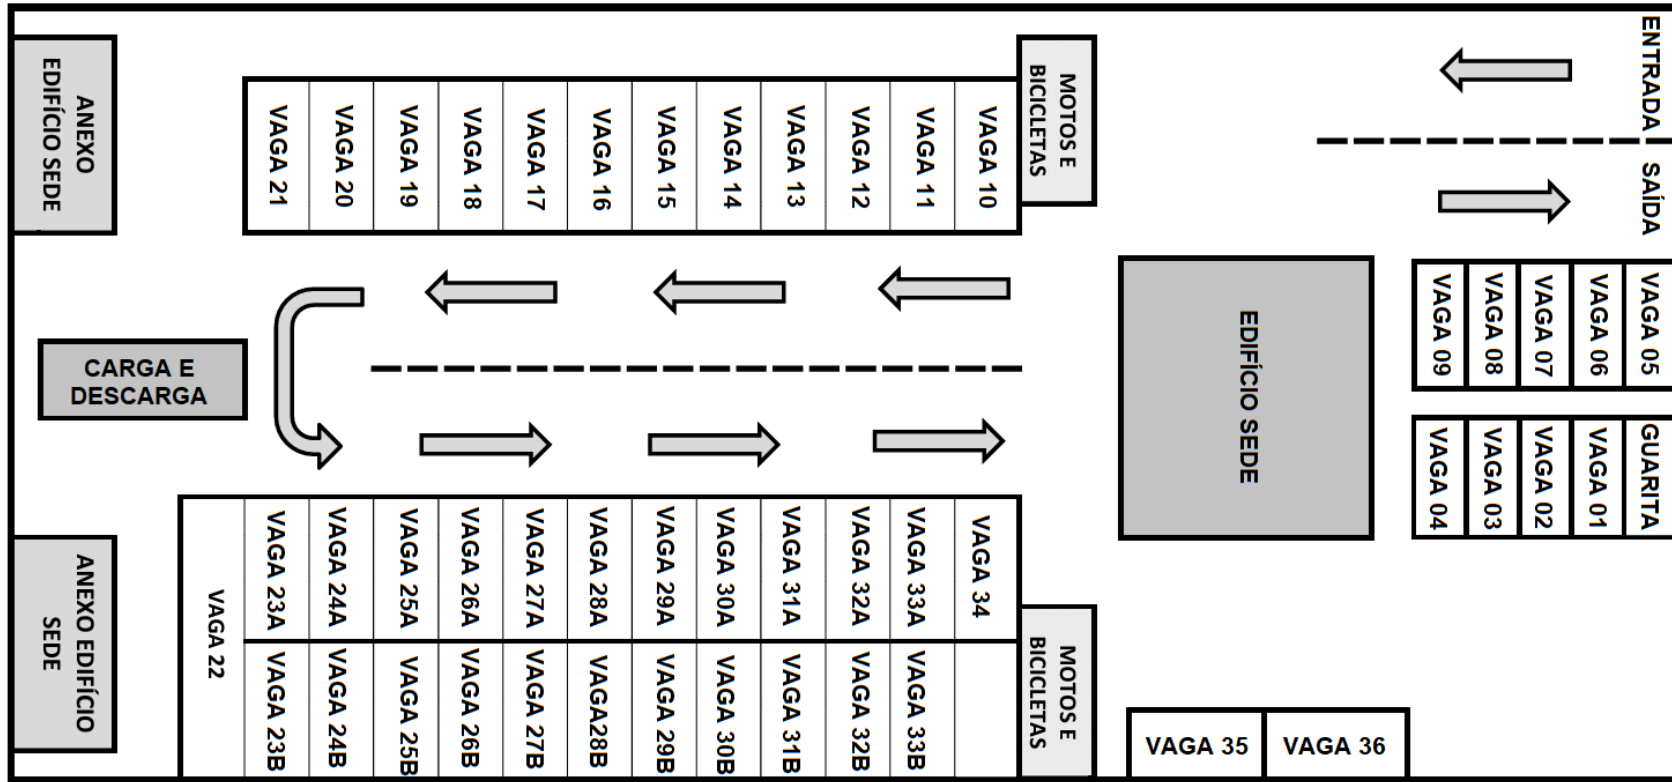 ENTRADA
SAÍDA
ANEXO
EDIFÍCIO SEDE
VAGA 21
VAGA 20
VAGA 19
VAGA 18
VAGA 17
VAGA 16
VAGA 15
VAGA 14
VAGA 13
VAGA 12
VAGA 11
VAGA 10
MOTOS E
BICICLETAS
CARGA E
DESCARGA
EDIFÍCIO SEDE
VAGA 09
VAGA 08
VAGA 07
VAGA 06
VAGA 05
VAGA 04
VAGA 03
VAGA 02
VAGA 01
GUARITA
ANEXO EDIFÍCIO
SEDE
VAGA 22
VAGA 23A
VAGA 24A
VAGA 25A
VAGA 26A
VAGA 27A
VAGA 28A
VAGA 29A
VAGA 30A
VAGA 31A
VAGA 32A
VAGA 33A
VAGA 34
VAGA 23B
VAGA 24B
VAGA 25B
VAGA 26B
VAGA 27B
VAGA28B
VAGA 29B
VAGA 30B
VAGA 31B
VAGA 32B
VAGA 33B
MOTOS E
BICICLETAS
VAGA 35
VAGA 36